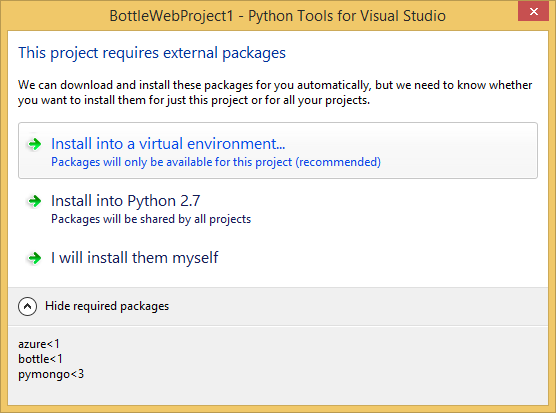 BottleWebProject1 - Python Tools for Visual Studio
This project requires external packages
We can download and install these packages for you automatically, but we need to know whether
you want to install them for just this project or for all your projects.
Install into a virtual environment...
Packages will only be available for this project (recommended)
Install into Python 2.7
Packages will be shared by all projects
I will install them myself
Hide required packages
azure<1
bottle<1
pymongo<3